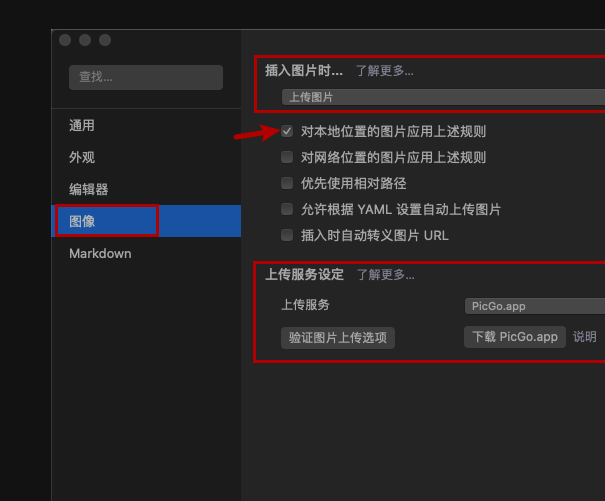 查找...
通用
外观
编辑器
图像
Markdown
插入图片时... 了解更多...
上传图片
对本地位置的图片应用上述规则
对网络位置的图片应用上述规则
优先使用相对路径
允许根据 YAML 设置自动上传图片
插入时自动转义图片 URL
上传服务设定 了解更多...
上传服务 PicGo.app
验证图片上传选项 下载 PicGo.app 说明